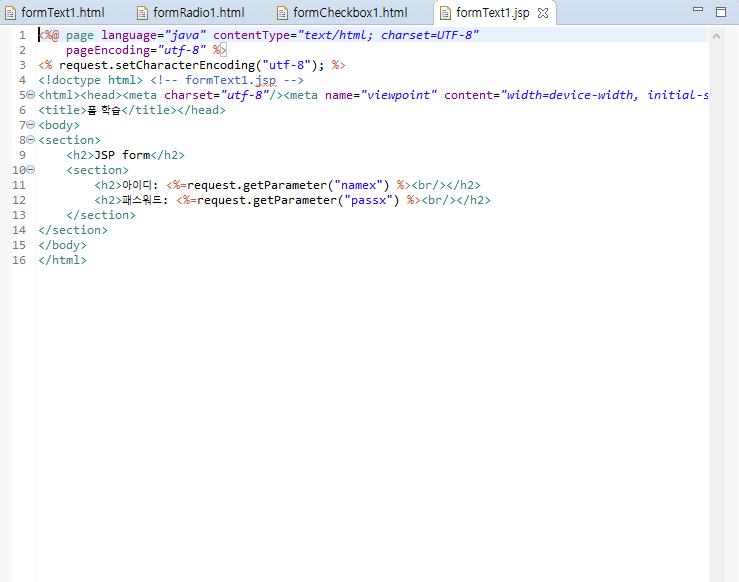 formText1.html formRadio1.html formCheckbox1.html formText1.jsp
1 <%@ page language="java" contentType="text/html; charset=UTF-8"
2 pageEncoding="utf-8" %>
3 <% request.setCharacterEncoding("utf-8"); %>
4 <!doctype html> <!-- formText1.jsp -->
5 <html><head><meta charset="utf-8"/><meta name="viewport" content="width=device-width, initial-s
6 <title>폼 학습</title></head>
7 <body>
8 <section>
9 <h2>JSP form</h2>
10 <section>
11 <h2>아이디: <%=request.getParameter("namex") %><br/></h2>
12 <h2>패스워드: <%=request.getParameter("passx") %><br/></h2>
13 </section>
14 </section>
15 </body>
16 </html>